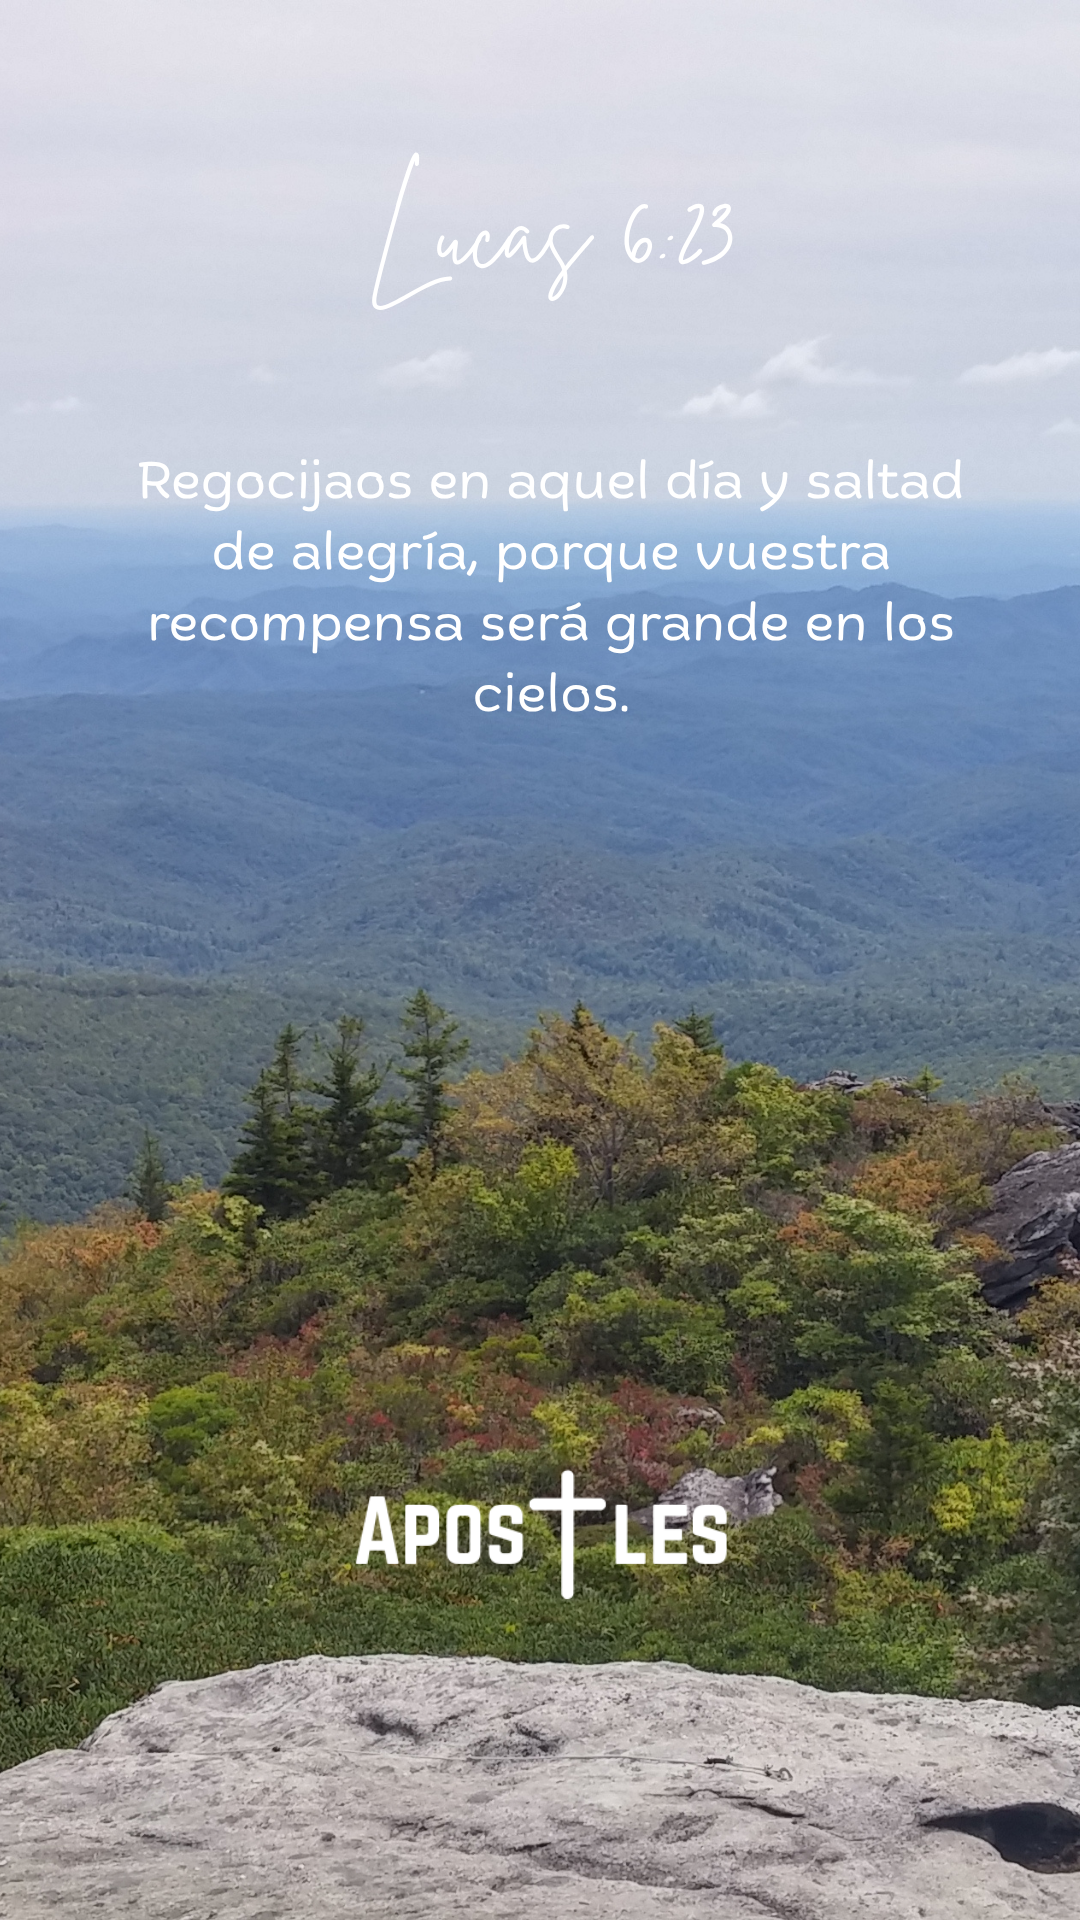 Lucas 6:23
Regocijaos en aquel día y saltad
de alegría, porque vuestra
recompensa será grande en los
cielos.
APOSTLES